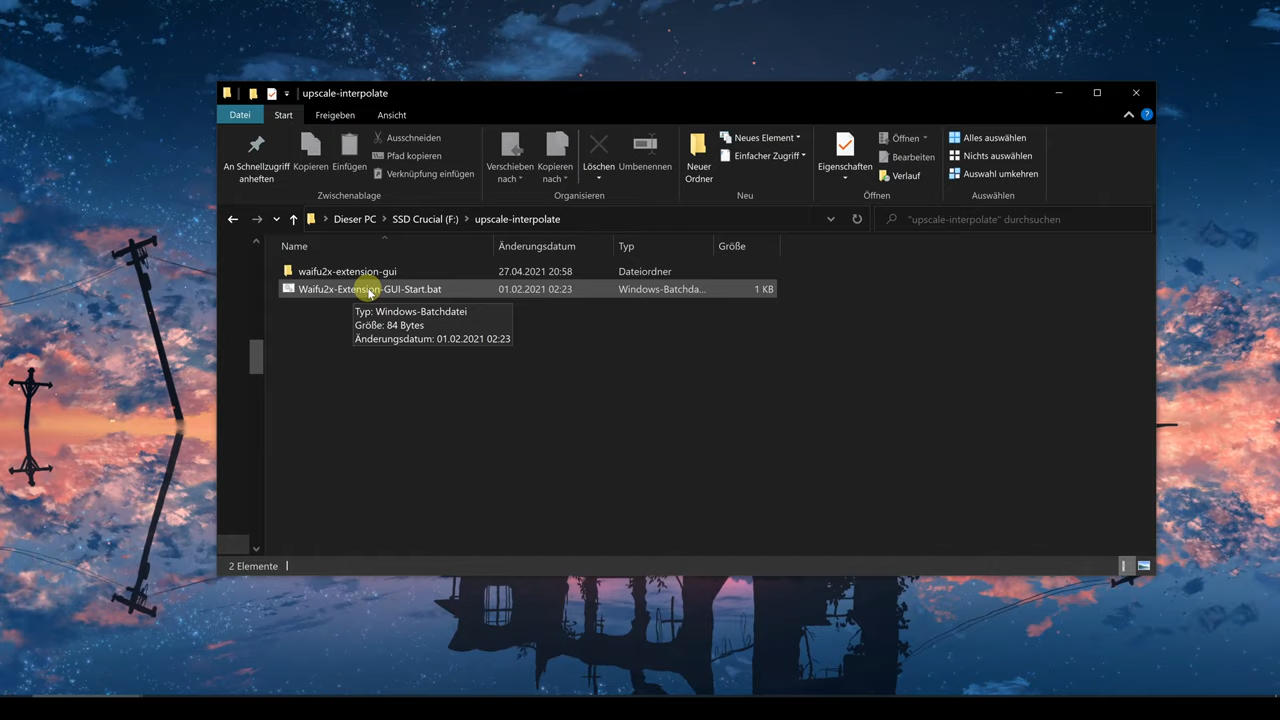 upscale-interpolate
Datei Start Freigeben Ansicht
An Schnellzugriff anheften
Kopieren
Einfügen
Ausschneiden
Pfad kopieren
Verknüpfung einfügen
Zwischenablage
Verschieben nach
Kopieren nach
Löschen
Umbenennen
Organisieren
Neuer Ordner
Neues Element
Einfacher Zugriff
Neu
Eigenschaften
Öffnen
Bearbeiten
Verlauf
Öffnen
Alles auswählen
Nichts auswählen
Auswahl umkehren
Auswählen
Dieser PC > SSD Crucial (F:) > upscale-interpolate
"upscale-interpolate" durchsuchen
Name Änderungsdatum Typ Größe
waifu2x-extension-gui 27.04.2021 20:58 Dateiordner
Waifu2x-Extension-GUI-Start.bat 01.02.2021 02:23 Windows-Batchda... 1 KB
Typ: Windows-Batchdatei
Größe: 84 Bytes
Änderungsdatum: 01.02.2021 02:23
2 Elemente